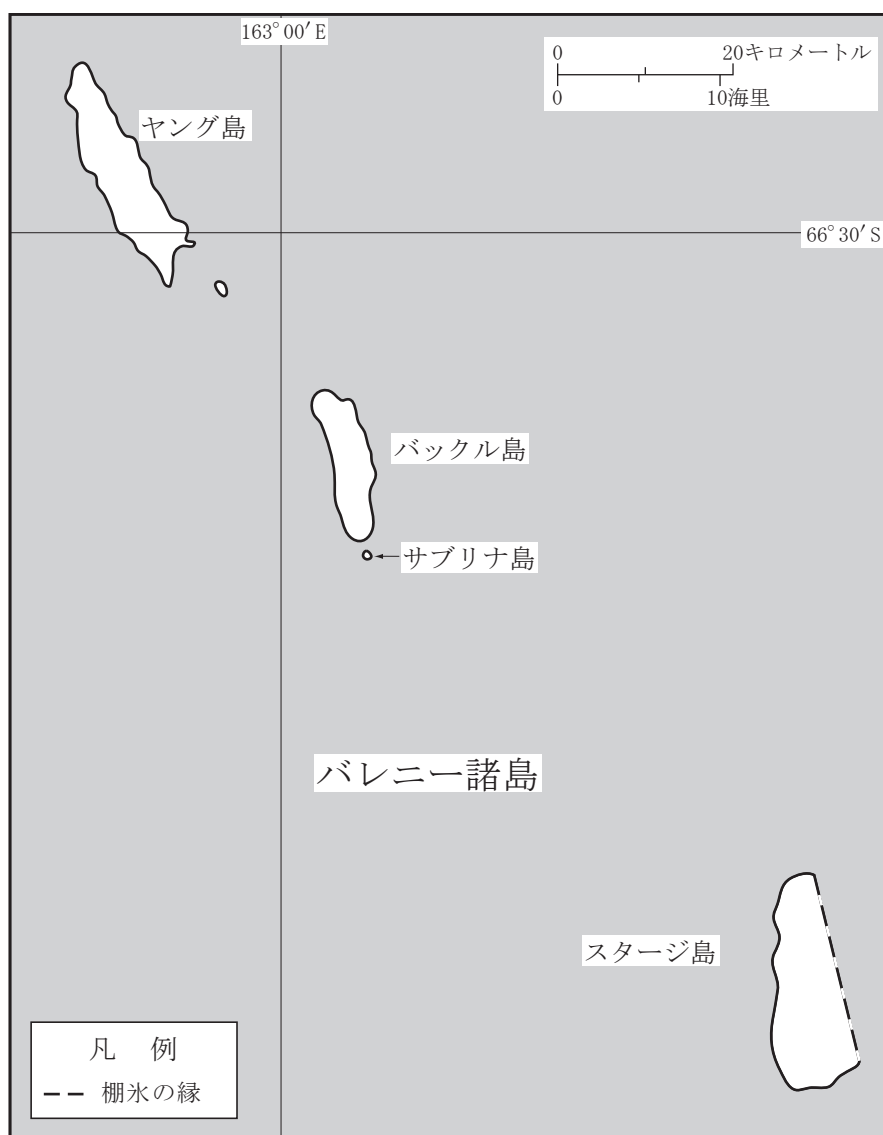 163°00′E
0 20キロメートル
0 10海里
ヤング島
66°30′S
バックル島
サブリナ島
バレニー諸島
スタージ島
凡 例
棚氷の縁